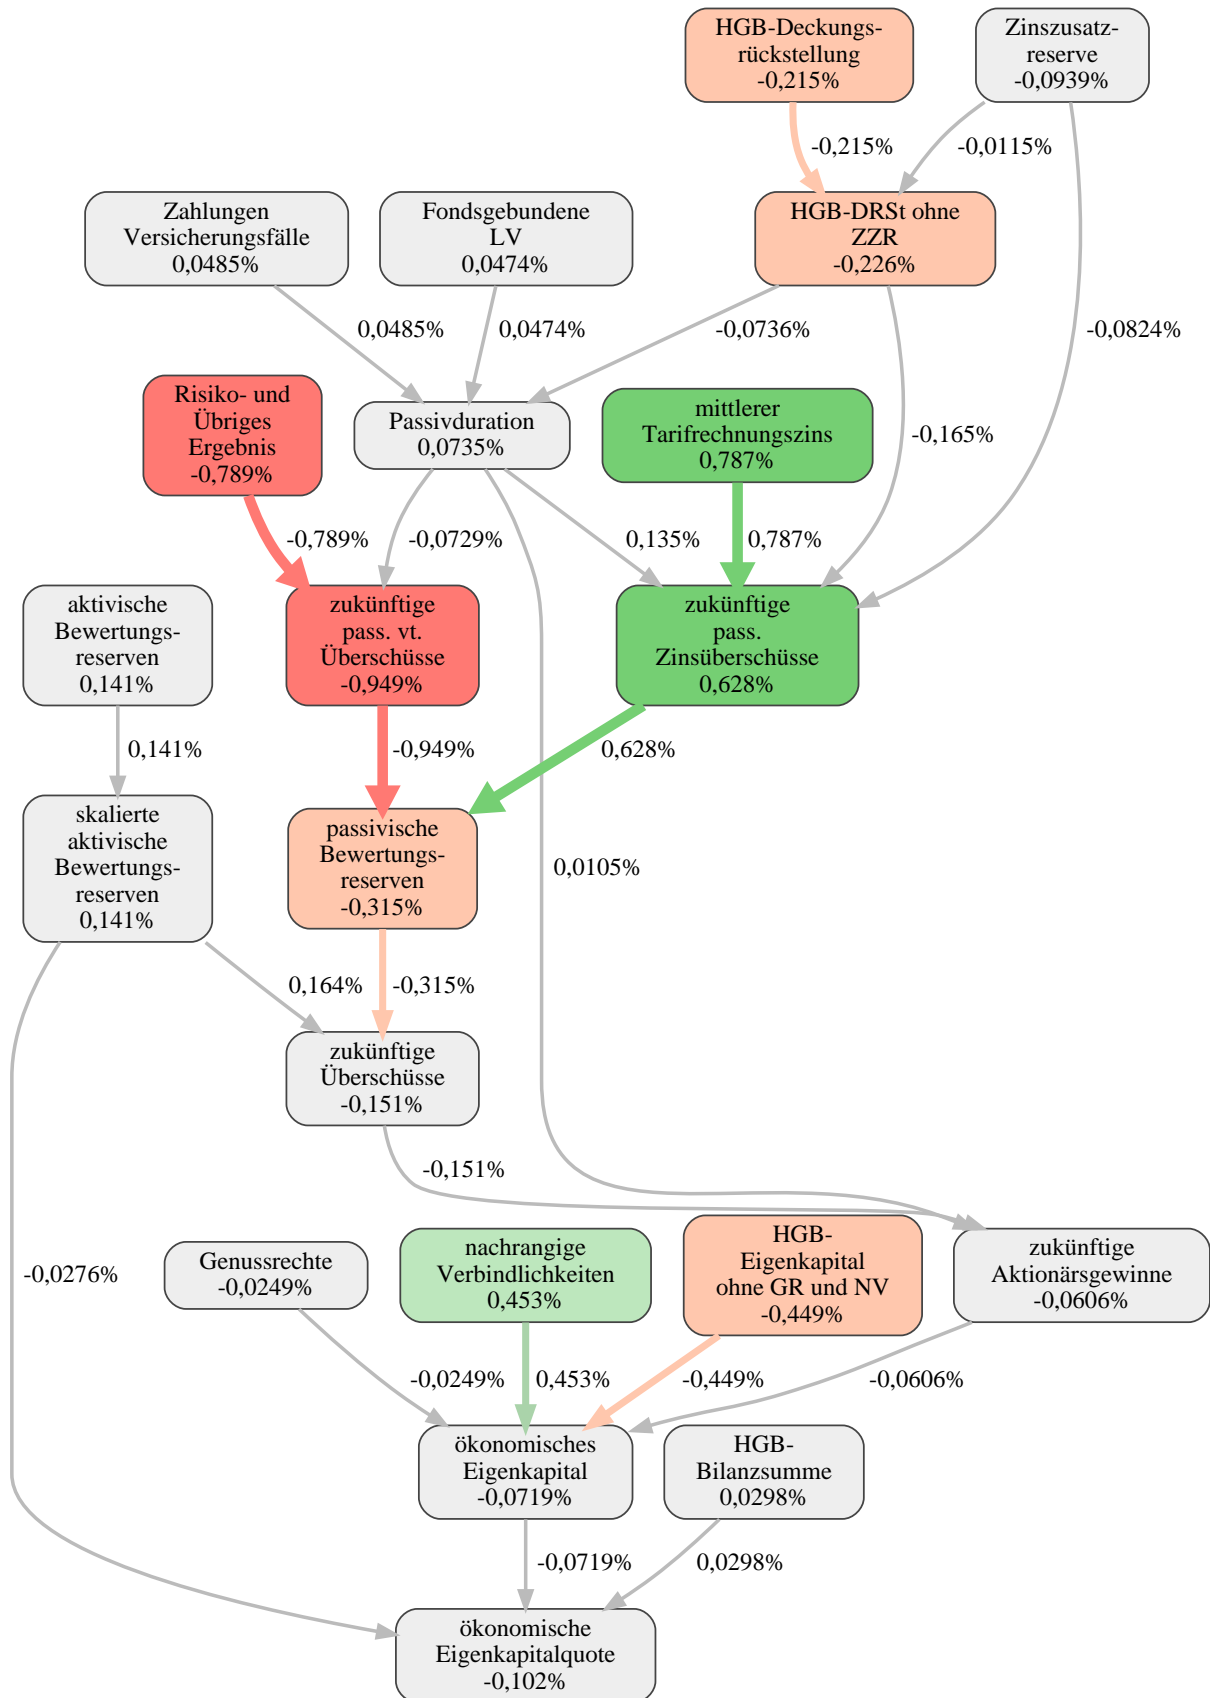 HGB-Deckungs-
rückstellung
-0,215%
Zinszusatz-
reserve
-0,0939%
-0,215%
-0,0115%
Zahlungen
Versicherungsfälle
0,0485%
Fondsgebundene
LV
0,0474%
HGB-DRSt ohne
ZZR
-0,226%
0,0485%
0,0474%
-0,0736%
-0,0824%
Risiko- und
Übriges
Ergebnis
-0,789%
Passivduration
0,0735%
mittlerer
Tarifrechnungszins
0,787%
-0,165%
-0,789%
-0,0729%
0,135%
0,787%
aktivische
Bewertungs-
reserven
0,141%
zukünftige
pass. vt.
Überschüsse
-0,949%
zukünftige
pass.
Zinsüberschüsse
0,628%
0,141%
-0,949%
0,628%
skalierte
aktivische
Bewertungs-
reserven
0,141%
passivische
Bewertungs-
reserven
-0,315%
0,0105%
0,164%
-0,315%
zukünftige
Überschüsse
-0,151%
-0,151%
-0,0276%
Genussrechte
-0,0249%
nachrangige
Verbindlichkeiten
0,453%
HGB-
Eigenkapital
ohne GR und NV
-0,449%
zukünftige
Aktionärsgewinne
-0,0606%
-0,0249%
0,453%
-0,449%
-0,0606%
ökonomisches
Eigenkapital
-0,0719%
HGB-
Bilanzsumme
0,0298%
-0,0719%
0,0298%
ökonomische
Eigenkapitalquote
-0,102%